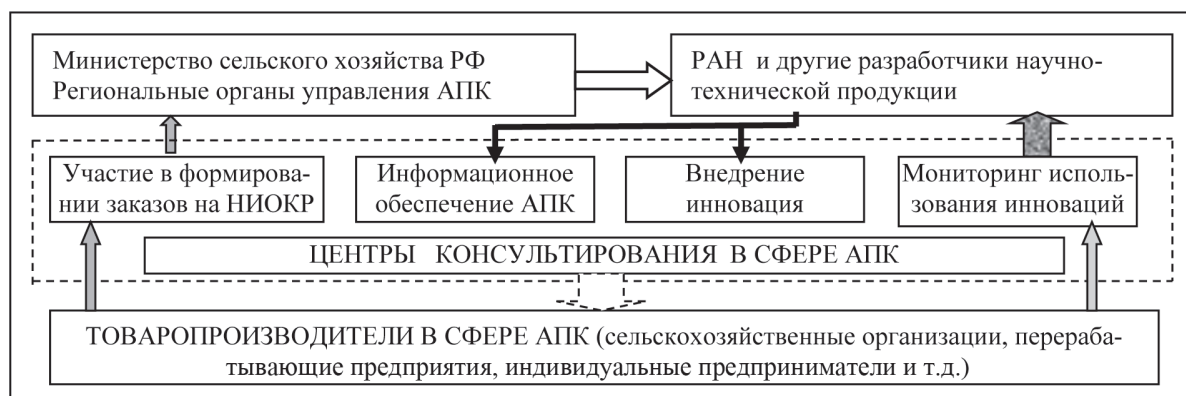 Министерство сельского хозяйства РФ
Региональные органы управления АПК
РАН и другие разработчики научно-
технической продукции
Участие в формирова-
нии заказов на НИОКР
Информационное
обеспечение АПК
Внедрение
инновация
Мониторинг исполь-
зования инноваций
ЦЕНТРЫ КОНСУЛЬТИРОВАНИЯ В СФЕРЕ АПК
ТОВАРОПРОИЗВОДИТЕЛИ В СФЕРЕ АПК (сельскохозяйственные организации, перераба-
тывающие предприятия, индивидуальные предприниматели и т.д.)